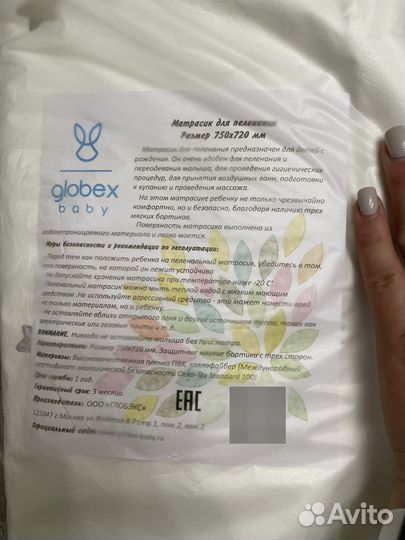 globex
baby
Матрасик для пеленания
Размер 750х720 мм
Матрасик для пеленания предназначен для детей с
рождения. Он очень удобен для пеленания и
переодевания малыша, для проведения гигиенических
процедур, для принятия воздушных ванн, подготовки
к купанию и проведения массажа.
На этом матрасике ребенку не только чрезвычайно
комфортно, но и безопасно, благодаря наличию трех
мягких бортиков.
Поверхность матрасика выполнена из
водонепроницаемого материала и легко моется.
Меры безопасности и рекомендации по эксплуатации:
Перед тем как положить ребенка на пеленальный матрасик, убедитесь в том,
что поверхность, на которой он лежит устойчива
- Не допускайте хранения матрасика при температуре ниже -20 С°
- Пеленальный матрасик можно мыть теплой водой с мягким моющим
средством. Не используйте агрессивный средства - это может нанести вред
не только материалам, но и ребенку.
- Не оставляйте вблизи открытого огня и других источников тепла, таких как
электрические или газовые плиты и т.д.
ВНИМАНИЕ. Никогда не оставляйте малыша без присмотра.
Характеристики: Размер 750х720 мм, Защитные мягкие бортики с трех сторон.
Материалы: Высококачественная пленка ПВХ, холлофайбер (Международный
сертификат экологической безопасности Oeko-Tex Standard 100)
Срок службы: 1 год.
Гарантийный срок: 3 месяца.
Производитель: ООО «ГЛОБЭКС»
125047 г.Москва ул. д.7 стр.1, пом.2, ком.2
Официальный сайт: -baby.ru
ЕАС
Avito